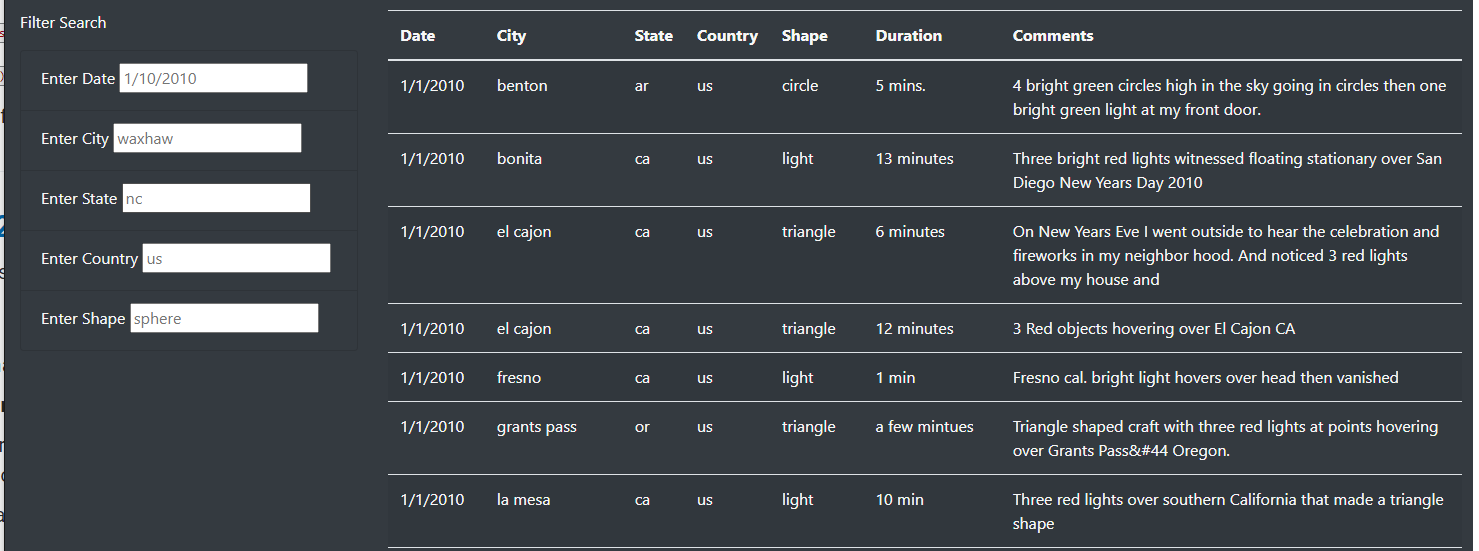 Filter Search
Enter Date 1/10/2010
Enter City waxhaw
Enter State nc
Enter Country us
Enter Shape sphere
Date City State Country Shape Duration Comments
1/1/2010 benton ar us circle 5 mins. 4 bright green circles high in the sky going in circles then one
bright green light at my front door.
1/1/2010 bonita ca us light 13 minutes Three bright red lights witnessed floating stationary over San
Diego New Years Day 2010
1/1/2010 el cajon ca us triangle 6 minutes On New Years Eve I went outside to hear the celebration and
fireworks in my neighbor hood. And noticed 3 red lights
above my house and
1/1/2010 el cajon ca us triangle 12 minutes 3 Red objects hovering over El Cajon CA
1/1/2010 fresno ca us light 1 min Fresno cal. bright light hovers over head then vanished
1/1/2010 grants pass or us triangle a few mintues Triangle shaped craft with three red lights at points hovering
over Grants Pass&#44 Oregon.
1/1/2010 la mesa ca us light 10 min Three red lights over southern California that made a triangle
shape